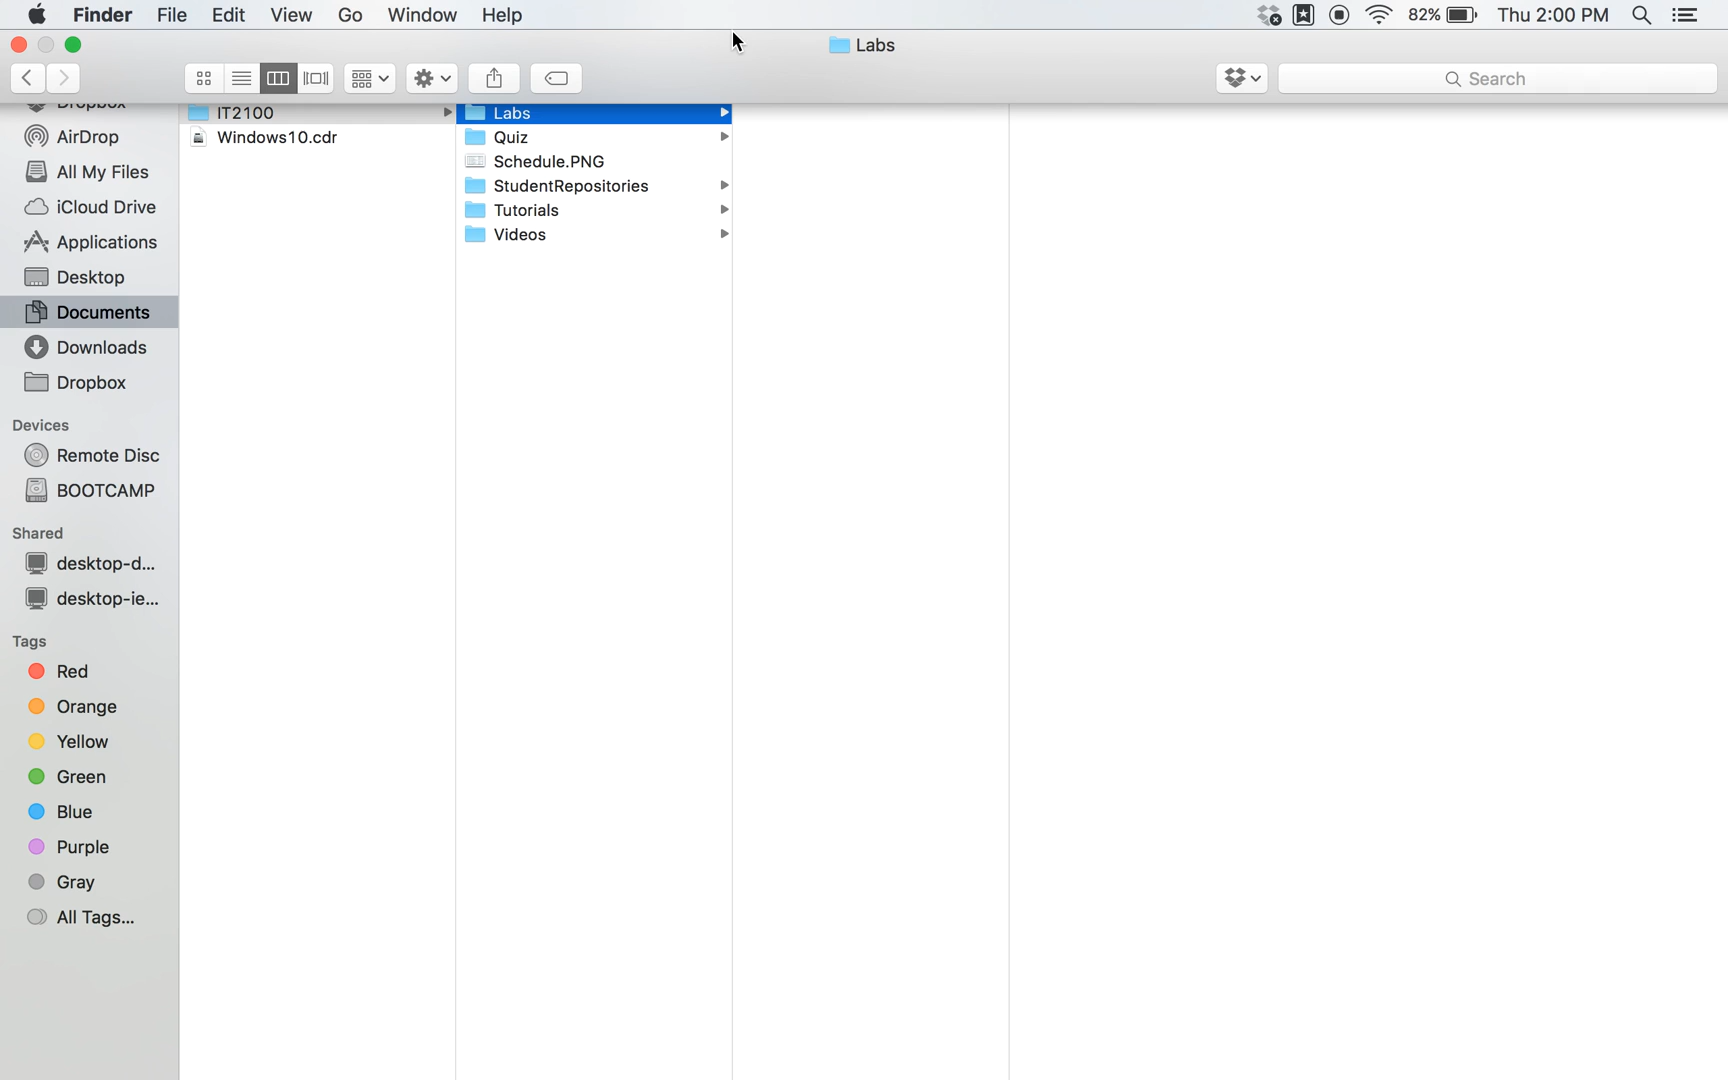 Finder File Edit View Go Window Help 82% Thu 2:00 PM
Labs
Search
Dropbox
AirDrop
All My Files
iCloud Drive
Applications
Desktop
Documents
Downloads
Dropbox
Devices
Remote Disc
BOOTCAMP
Shared
desktop-d...
desktop-ie...
Tags
Red
Orange
Yellow
Green
Blue
Purple
Gray
All Tags...
IT2100
Windows10.cdr
Labs
Quiz
Schedule.PNG
StudentRepositories
Tutorials
Videos